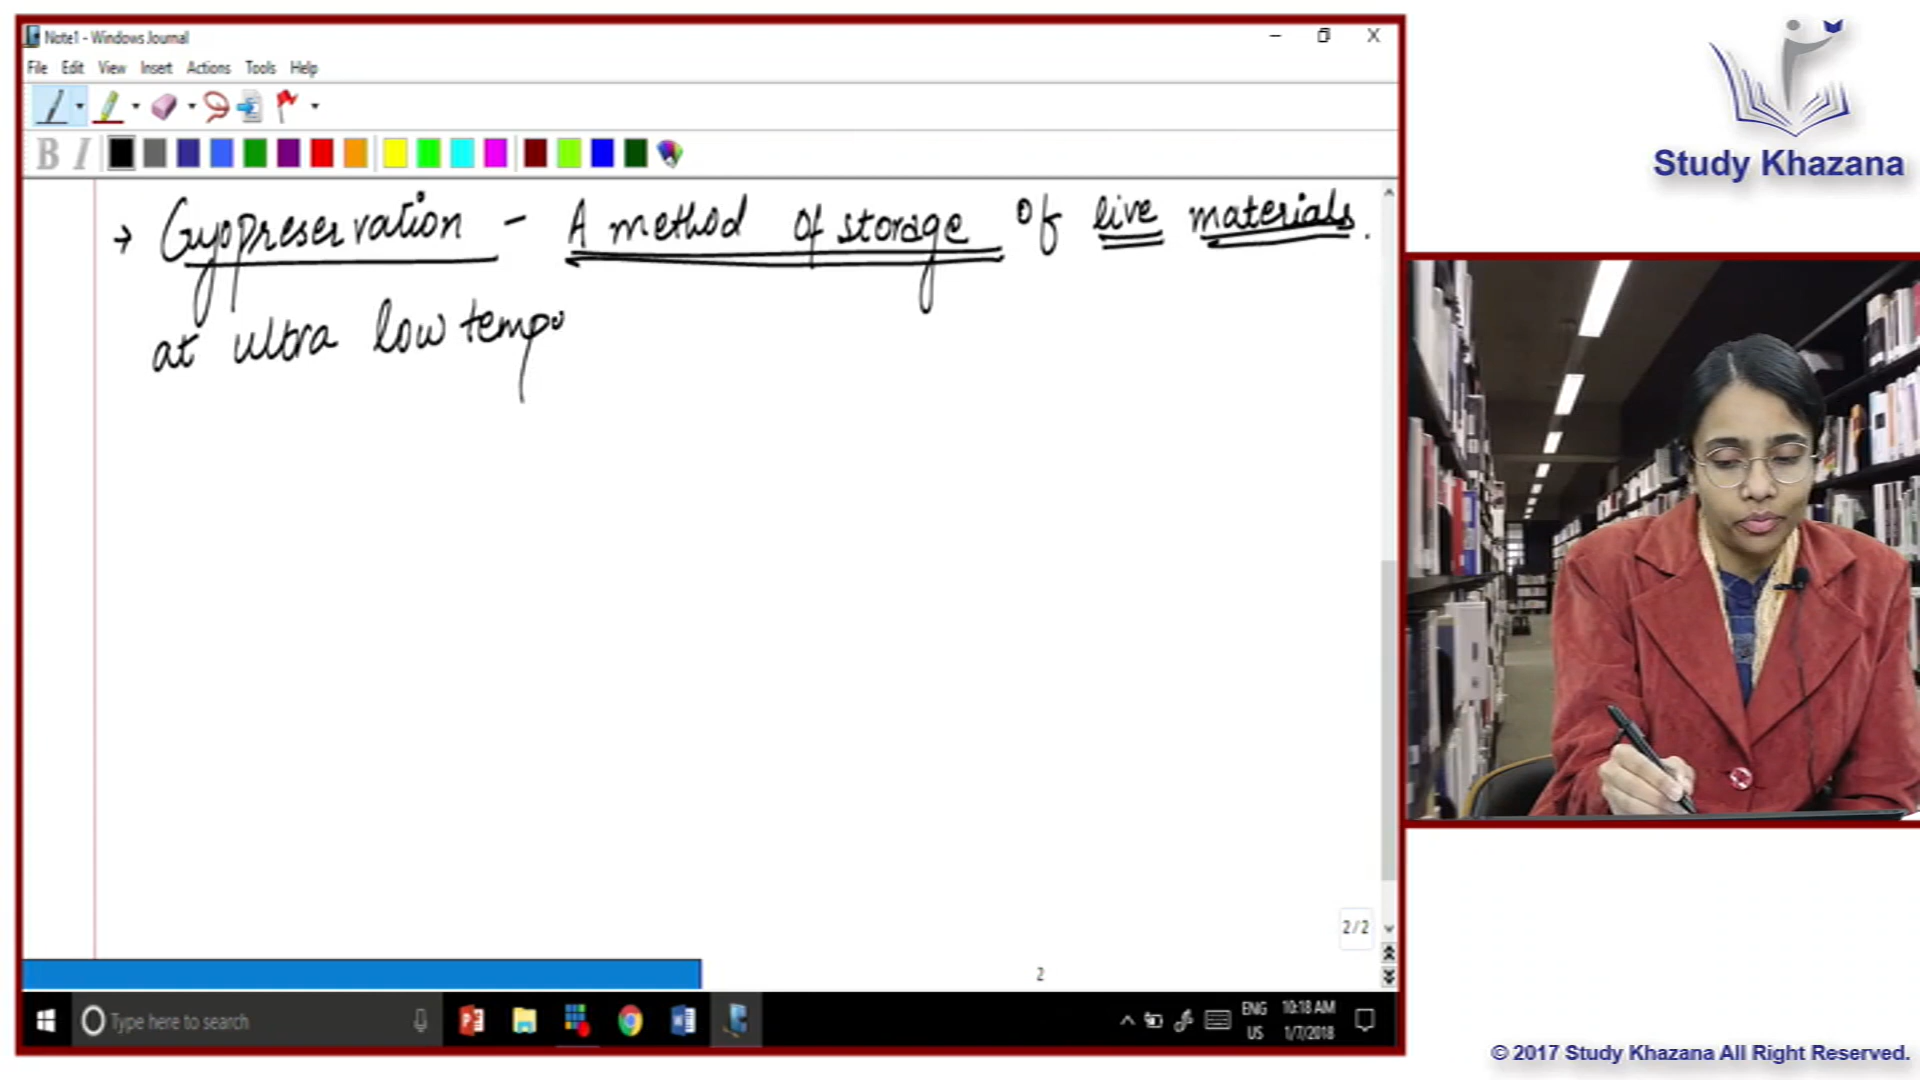 Note1 - Windows Journal
File Edit View Insert Actions Tools Help
B I
→ Cryopreservation - A method of storage of live materials.
at ultra low tempe
2/2
2
Type here to search
ENG
US
10:18 AM
1/7/2018
Study Khazana
© 2017 Study Khazana All Right Reserved.